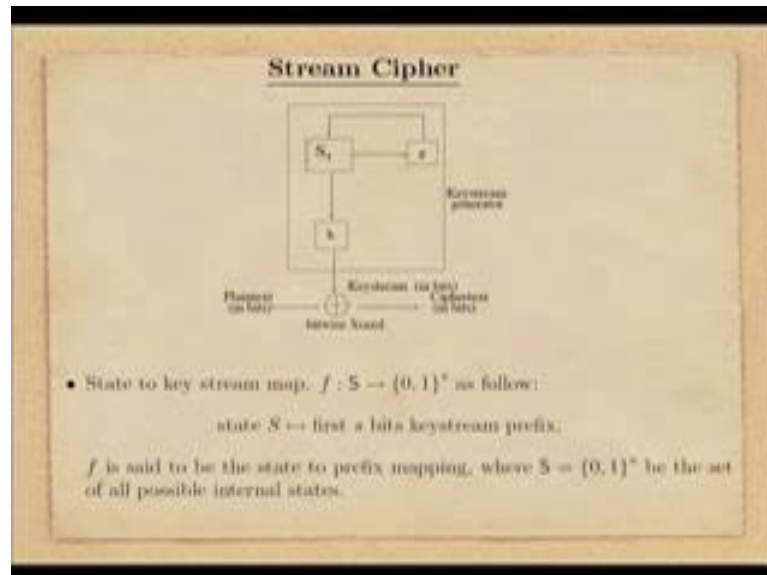 Stream Cipher
S_t
g
Keystream
generator
h
Keystream (in bits)
Plaintext
(in bits)
Ciphertext
(in bits)
bitwise Xored
• State to key stream map, f : S → {0, 1}ⁿ as follow:
state S ↦ first n bits keystream prefix.
f is said to be the state to prefix mapping, where S = {0, 1}ⁿ be the set
of all possible internal states.